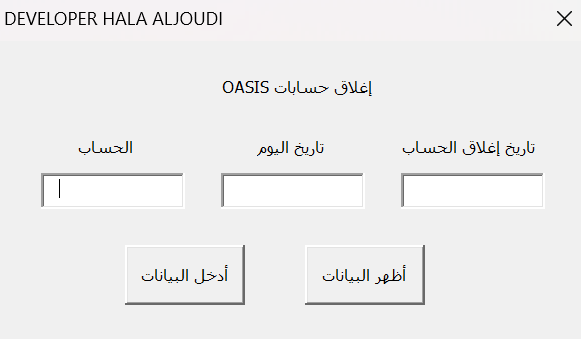 DEVELOPER HALA ALJOUDI
إغلاق حسابات OASIS
تاريخ إغلاق الحساب
تاريخ اليوم
الحساب
أظهر البيانات
أدخل البيانات